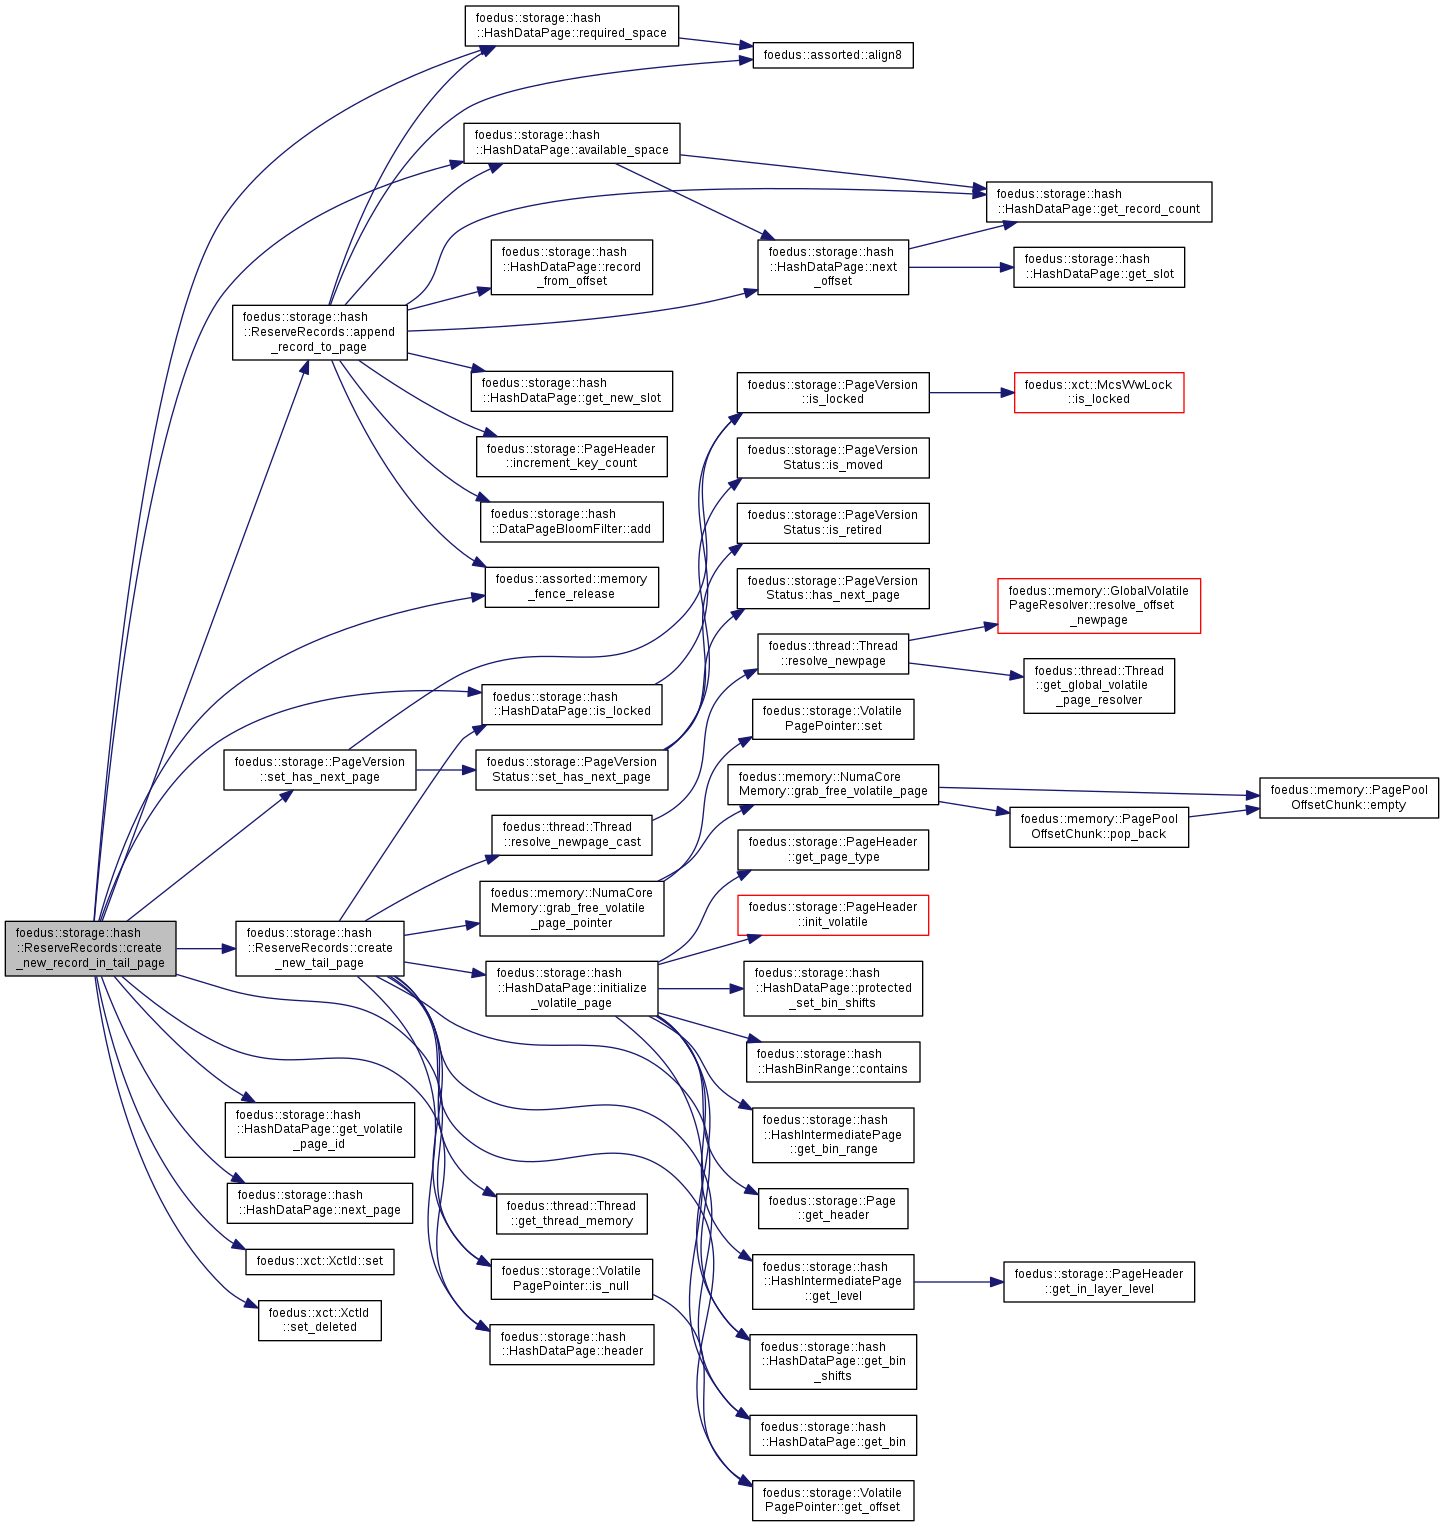 foedus::storage::hash
::HashDataPage::required_space
foedus::assorted::align8
foedus::storage::hash
::HashDataPage::available_space
foedus::storage::hash
::HashDataPage::get_record_count
foedus::storage::hash
::HashDataPage::record
_from_offset
foedus::storage::hash
::HashDataPage::next
_offset
foedus::storage::hash
::HashDataPage::get_slot
foedus::storage::hash
::ReserveRecords::append
_record_to_page
foedus::storage::hash
::HashDataPage::get_new_slot
foedus::storage::PageVersion
::is_locked
foedus::xct::McsWwLock
::is_locked
foedus::storage::PageHeader
::increment_key_count
foedus::storage::PageVersion
Status::is_moved
foedus::storage::hash
::DataPageBloomFilter::add
foedus::storage::PageVersion
Status::is_retired
foedus::assorted::memory
_fence_release
foedus::storage::PageVersion
Status::has_next_page
foedus::memory::GlobalVolatile
PageResolver::resolve_offset
_newpage
foedus::thread::Thread
::resolve_newpage
foedus::thread::Thread
::get_global_volatile
_page_resolver
foedus::storage::hash
::HashDataPage::is_locked
foedus::storage::Volatile
PagePointer::set
foedus::storage::PageVersion
::set_has_next_page
foedus::storage::PageVersion
Status::set_has_next_page
foedus::memory::NumaCore
Memory::grab_free_volatile_page
foedus::memory::PagePool
OffsetChunk::empty
foedus::memory::PagePool
OffsetChunk::pop_back
foedus::thread::Thread
::resolve_newpage_cast
foedus::storage::PageHeader
::get_page_type
foedus::memory::NumaCore
Memory::grab_free_volatile
_page_pointer
foedus::storage::PageHeader
::init_volatile
foedus::storage::hash
::ReserveRecords::create
_new_record_in_tail_page
foedus::storage::hash
::ReserveRecords::create
_new_tail_page
foedus::storage::hash
::HashDataPage::initialize
_volatile_page
foedus::storage::hash
::HashDataPage::protected
_set_bin_shifts
foedus::storage::hash
::HashBinRange::contains
foedus::storage::hash
::HashDataPage::get_volatile
_page_id
foedus::storage::hash
::HashIntermediatePage
::get_bin_range
foedus::storage::hash
::HashDataPage::next_page
foedus::thread::Thread
::get_thread_memory
foedus::storage::Page
::get_header
foedus::xct::XctId::set
foedus::storage::Volatile
PagePointer::is_null
foedus::storage::hash
::HashIntermediatePage
::get_level
foedus::storage::PageHeader
::get_in_layer_level
foedus::xct::XctId
::set_deleted
foedus::storage::hash
::HashDataPage::header
foedus::storage::hash
::HashDataPage::get_bin
_shifts
foedus::storage::hash
::HashDataPage::get_bin
foedus::storage::Volatile
PagePointer::get_offset